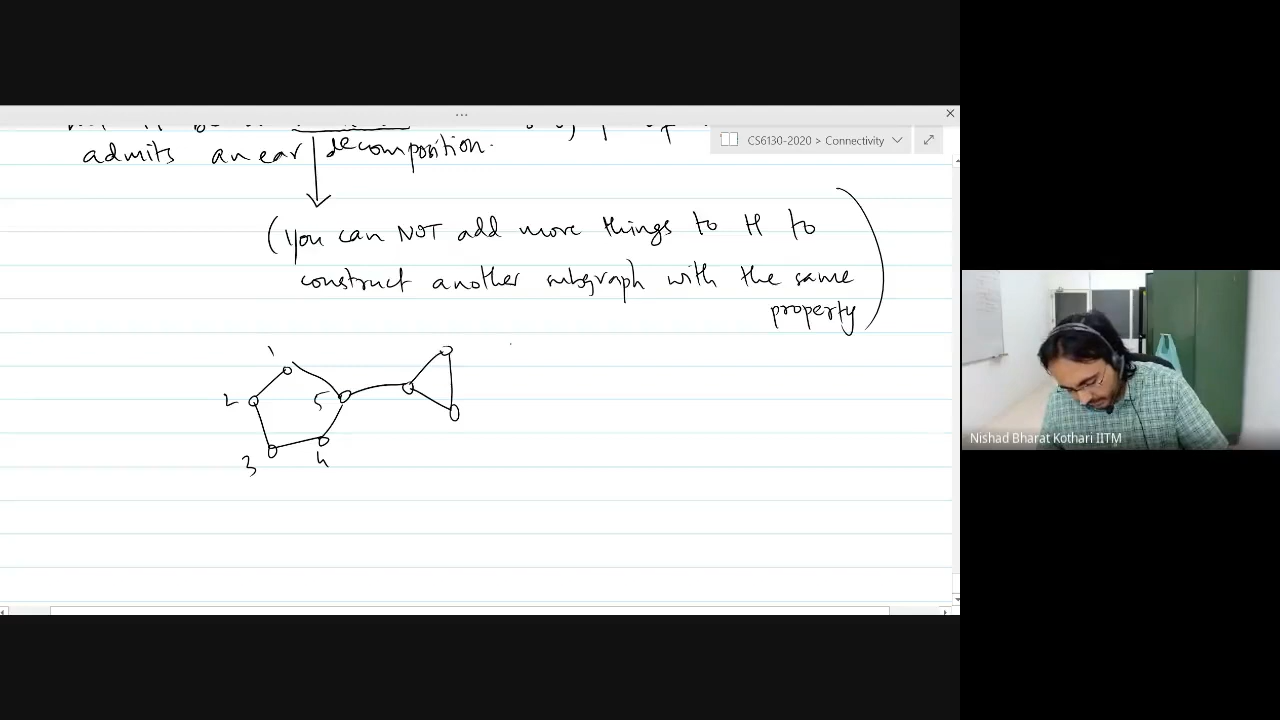 CS6130-2020 > Connectivity
admits an ear decomposition.
(you can NOT add more things to H to
construct another subgraph with the same
property)
1
2
5
3
4
Nishad Bharat Kothari IITM